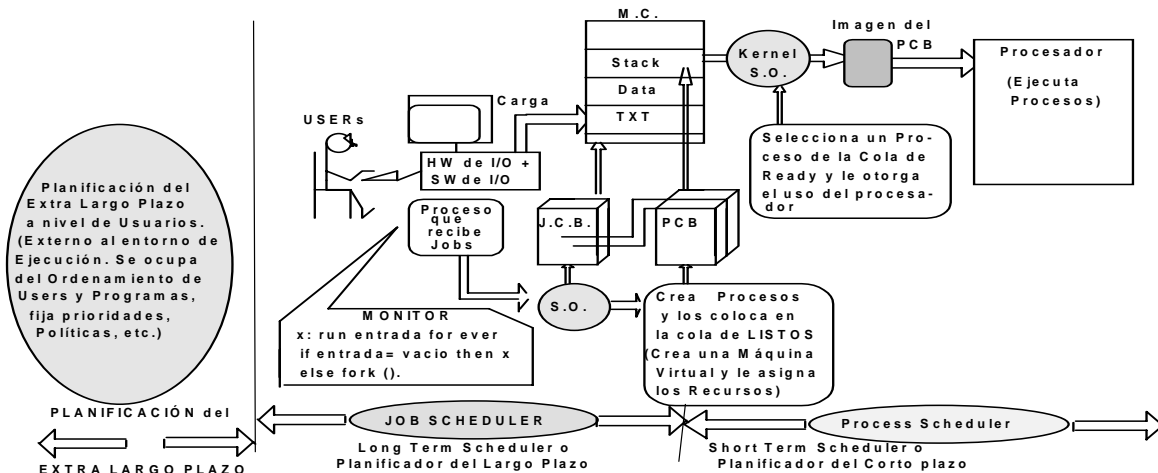 Planificación del
Extra Largo Plazo
a nivel de Usuarios.
(Externo al entorno de
Ejecución. Se ocupa
del Ordenamiento de
Users y Programas,
fija prioridades,
Políticas, etc.)
PLANIFICACIÓN del
EXTRA LARGO PLAZO
USERs
Carga
HW de I/O +
SW de I/O
Proceso
que
recibe
Jobs
MONITOR
x: run entrada for ever
if entrada= vacio then x
else fork ().
M.C.
Stack
Data
TXT
J.C.B.
PCB
S.O.
Crea Procesos
y los coloca en
la cola de LISTOS
(Crea una Máquina
Virtual y le asigna
los Recursos)
Kernel
S.O.
Imagen del
PCB
Selecciona un Pro-
ceso de la Cola de
Ready y le otorga
el uso del procesa-
dor
Procesador
(Ejecuta
Procesos)
JOB SCHEDULER
Long Term Scheduler o
Planificador del Largo Plazo
Process Scheduler
Short Term Scheduler o
Planificador del Corto plazo